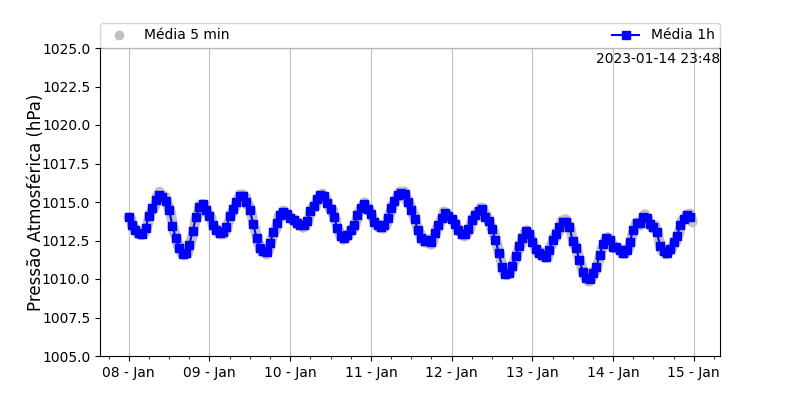 Média 5 min
Média 1h
2023-01-14 23:48
Pressão Atmosférica (hPa)
1025.0
1022.5
1020.0
1017.5
1015.0
1012.5
1010.0
1007.5
1005.0
08 - Jan
09 - Jan
10 - Jan
11 - Jan
12 - Jan
13 - Jan
14 - Jan
15 - Jan